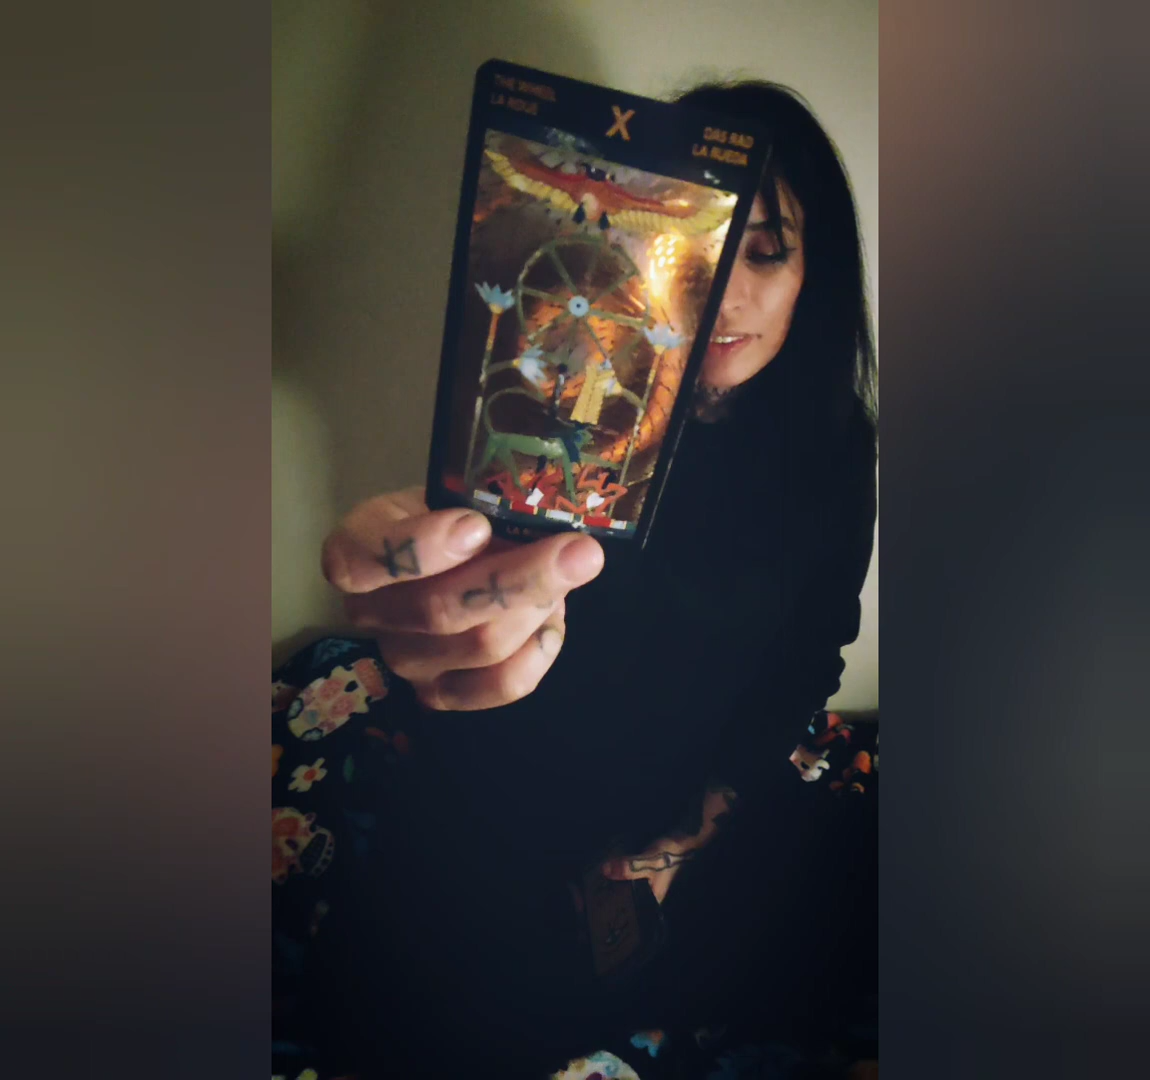 THE WHEEL
LA ROUE
X
DAS RAD
LA RUEDA